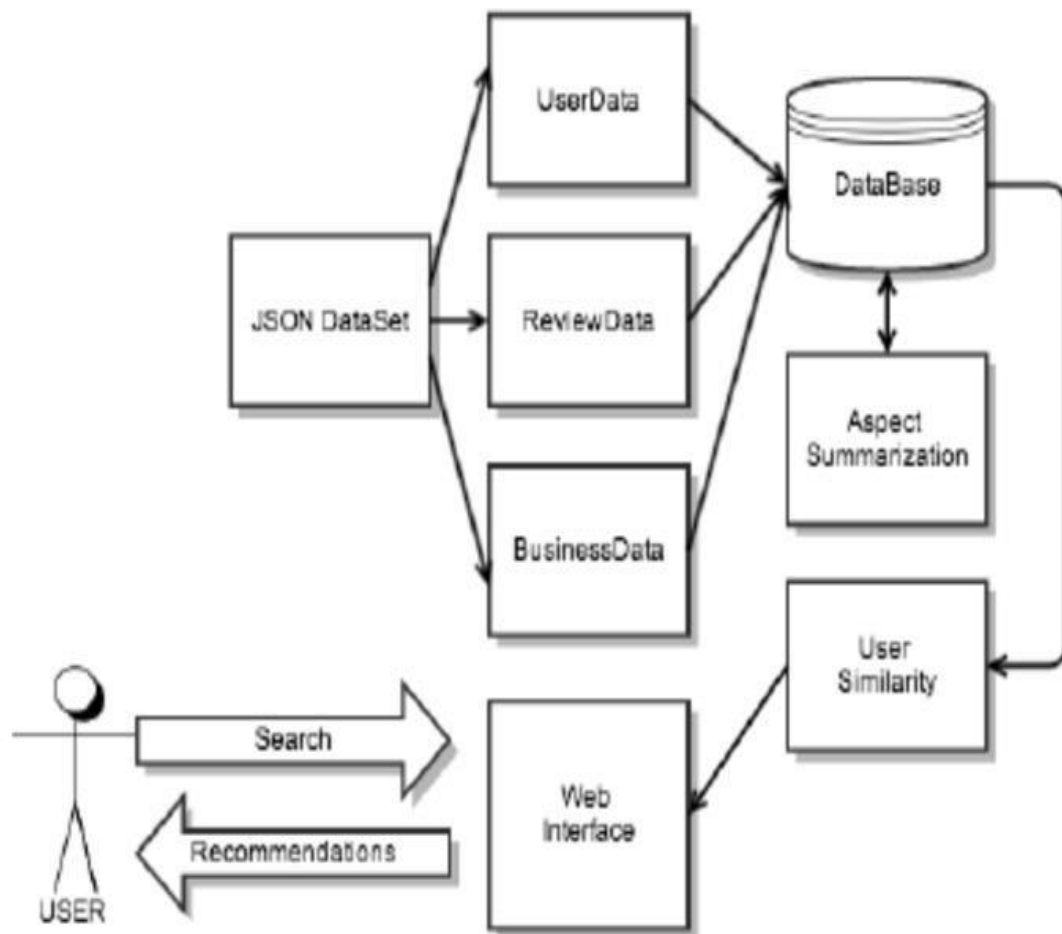 UserData
DataBase
JSON DataSet
ReviewData
Aspect
Summarization
BusinessData
User
Similarity
Search
Web
Interface
Recommendations
USER